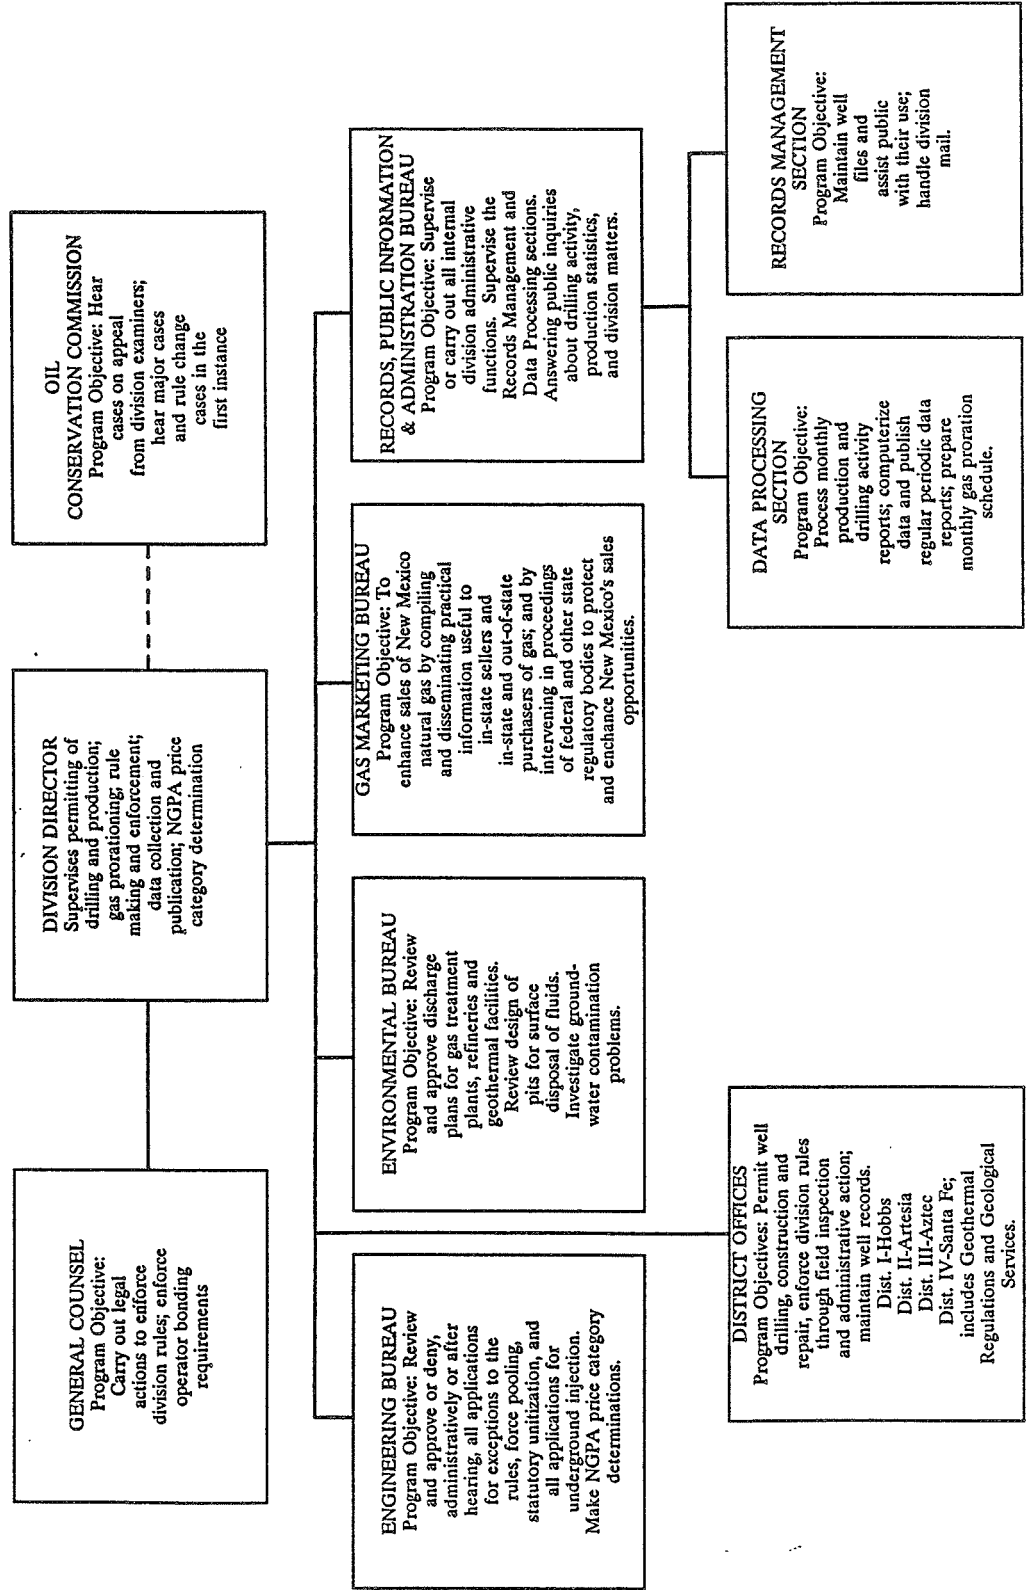 GENERAL COUNSEL
Program Objective:
Carry out legal
actions to enforce
division rules; enforce
operator bonding
requirements
DIVISION DIRECTOR
Supervises permitting of
drilling and production;
gas prorationing; rule
making and enforcement;
data collection and
publication; NGPA price
category determination
OIL
CONSERVATION COMMISSION
Program Objective: Hear
cases on appeal
from division examiners;
hear major cases
and rule change
cases in the
first instance
ENGINEERING BUREAU
Program Objective: Review
and approve or deny,
administratively or after
hearing, all applications
for exceptions to the
rules, force pooling,
statutory unitization, and
all applications for
underground injection.
Make NGPA price category
determinations.
ENVIRONMENTAL BUREAU
Program Objective: Review
and approve discharge
plans for gas treatment
plants, refineries and
geothermal facilities.
Review design of
pits for surface
disposal of fluids.
Investigate ground-
water contamination
problems.
GAS MARKETING BUREAU
Program Objective: To
enhance sales of New Mexico
natural gas by compiling
and disseminating practical
information useful to
in-state sellers and
in-state and out-of-state
purchasers of gas; and by
intervening in proceedings
of federal and other state
regulatory bodies to protect
and enchance New Mexico's sales
opportunities.
RECORDS, PUBLIC INFORMATION
& ADMINISTRATION BUREAU
Program Objective: Supervise
or carry out all internal
division administrative
functions. Supervise the
Records Management and
Data Processing sections.
Answering public inquiries
about drilling activity,
production statistics,
and division matters.
DISTRICT OFFICES
Program Objectives: Permit well
drilling, construction and
repair, enforce division rules
through field inspection
and administrative action;
maintain well records.
Dist. I-Hobbs
Dist. II-Artesia
Dist. III-Aztec
Dist. IV-Santa Fe;
includes Geothermal
Regulations and Geological
Services.
DATA PROCESSING
SECTION
Program Objective:
Process monthly
production and
drilling activity
reports; computerize
data and publish
regular periodic data
reports; prepare
monthly gas proration
schedule.
RECORDS MANAGEMENT
SECTION
Program Objective:
Maintain well
files and
assist public
with their use;
handle division
mail.